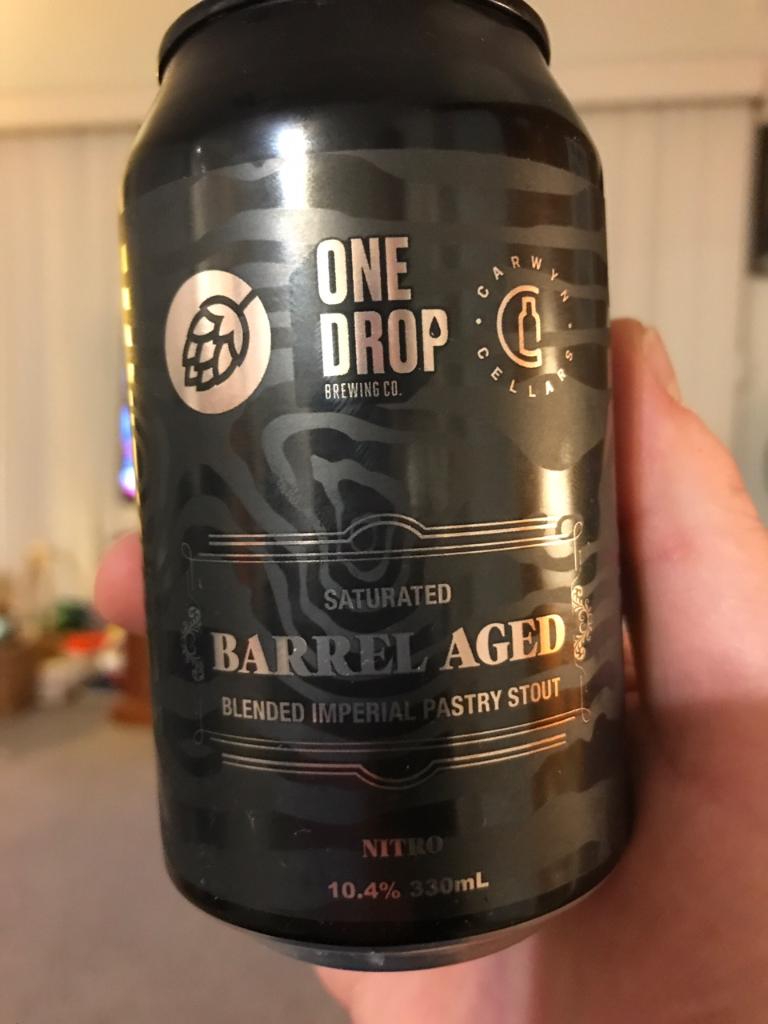 ONE
DROP
BREWING CO.
CARWYN CELLARS
SATURATED
BARREL AGED
BLENDED IMPERIAL PASTRY STOUT
NITRO
10.4% 330mL